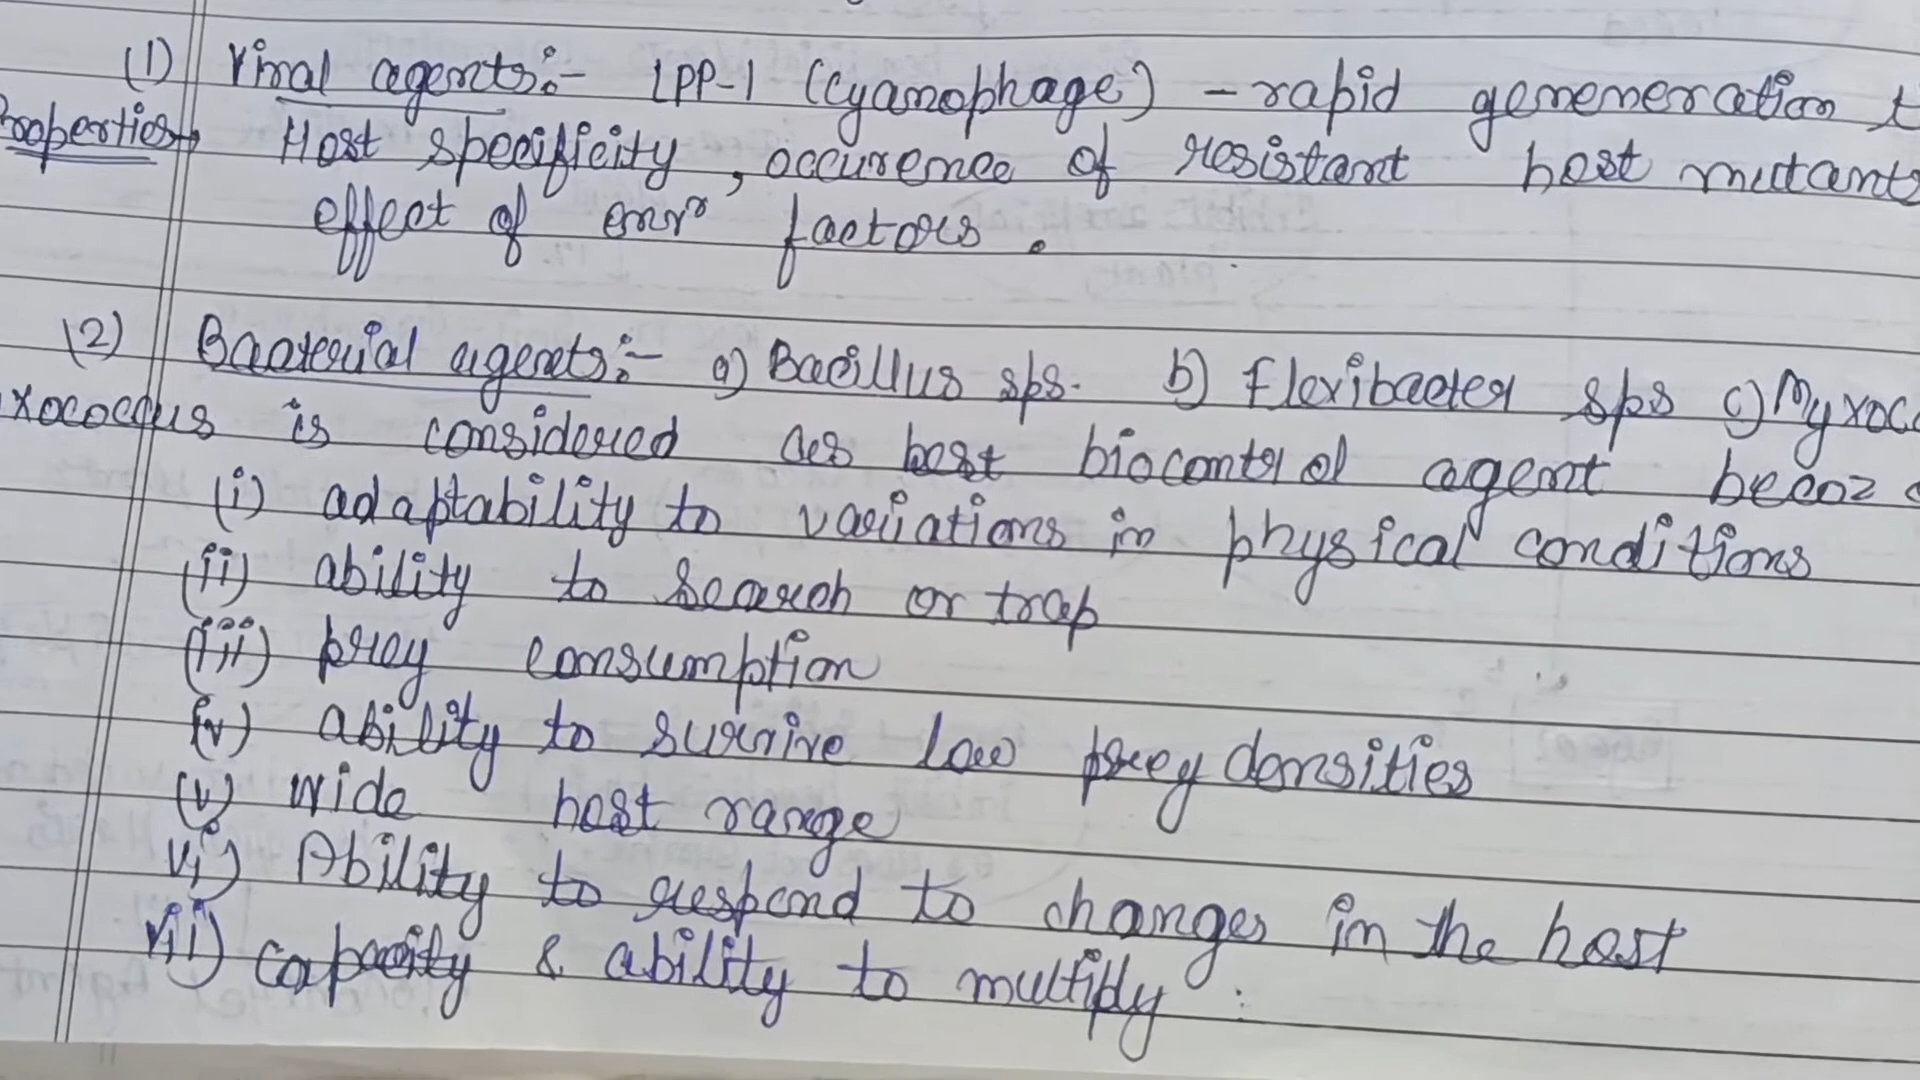 (1) Viral agents:- LPP-1 (Cyanophage) - rapid genemeration t
Properties Host specificity, occurence of resistant host mutants
effect of envr factors.
(2) Bacterial agents:- a) Bacillus sps. b) Flexibacter sps c) Myxoc
xococcus is considered as best biocontrol agent becoz
(i) adaptability to variations in physical conditions
(ii) ability to search or trap
(iii) prey consumption
(iv) ability to survive low prey densities
(v) wide host range
vi) Ability to respond to changes in the host
vii) capacity & ability to multiply.